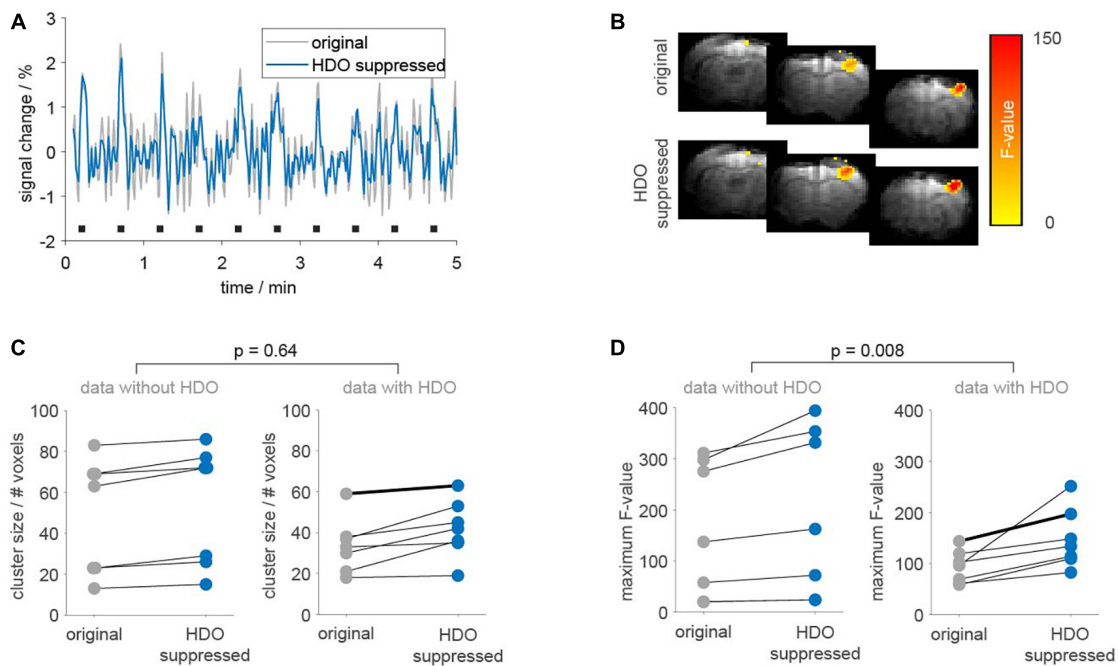 A
signal change / %
3
2
1
0
-1
-2
original
HDO suppressed
0
1
2
3
4
5
time / min
B
original
HDO
suppressed
F-value
150
0
C
p = 0.64
data without HDO
data with HDO
cluster size / # voxels
100
80
60
40
20
0
original
HDO
suppressed
cluster size / # voxels
100
80
60
40
20
0
original
HDO
suppressed
D
p = 0.008
data without HDO
data with HDO
maximum F-value
400
300
200
100
0
original
HDO
suppressed
maximum F-value
400
300
200
100
0
original
HDO
suppressed